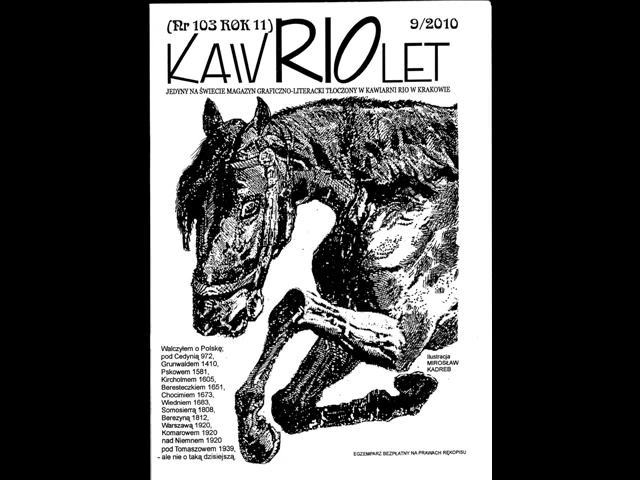 (Nr 103 ROK 11)
9/2010
KAWRIOLET
JEDYNY NA ŚWIECIE MAGAZYN GRAFICZNO-LITERACKI TŁOCZONY W KAWIARNI RIO W KRAKOWIE
Walczyłem o Polskę;
pod Cedynią 972,
Grunwaldem 1410,
Pskowem 1581,
Kircholmem 1605,
Beresteczkiem 1651,
Chocimiem 1673,
Wiedniem 1683,
Somosierrą 1808,
Berezyną 1812,
Warszawą 1920,
Komarowem 1920
nad Niemnem 1920
pod Tomaszowem 1939,
- ale nie o taką dzisiejszą,
Ilustracja
MIROSŁAW
KADREB
EGZEMPARZ BEZPŁATNY NA PRAWACH RĘKOPISU